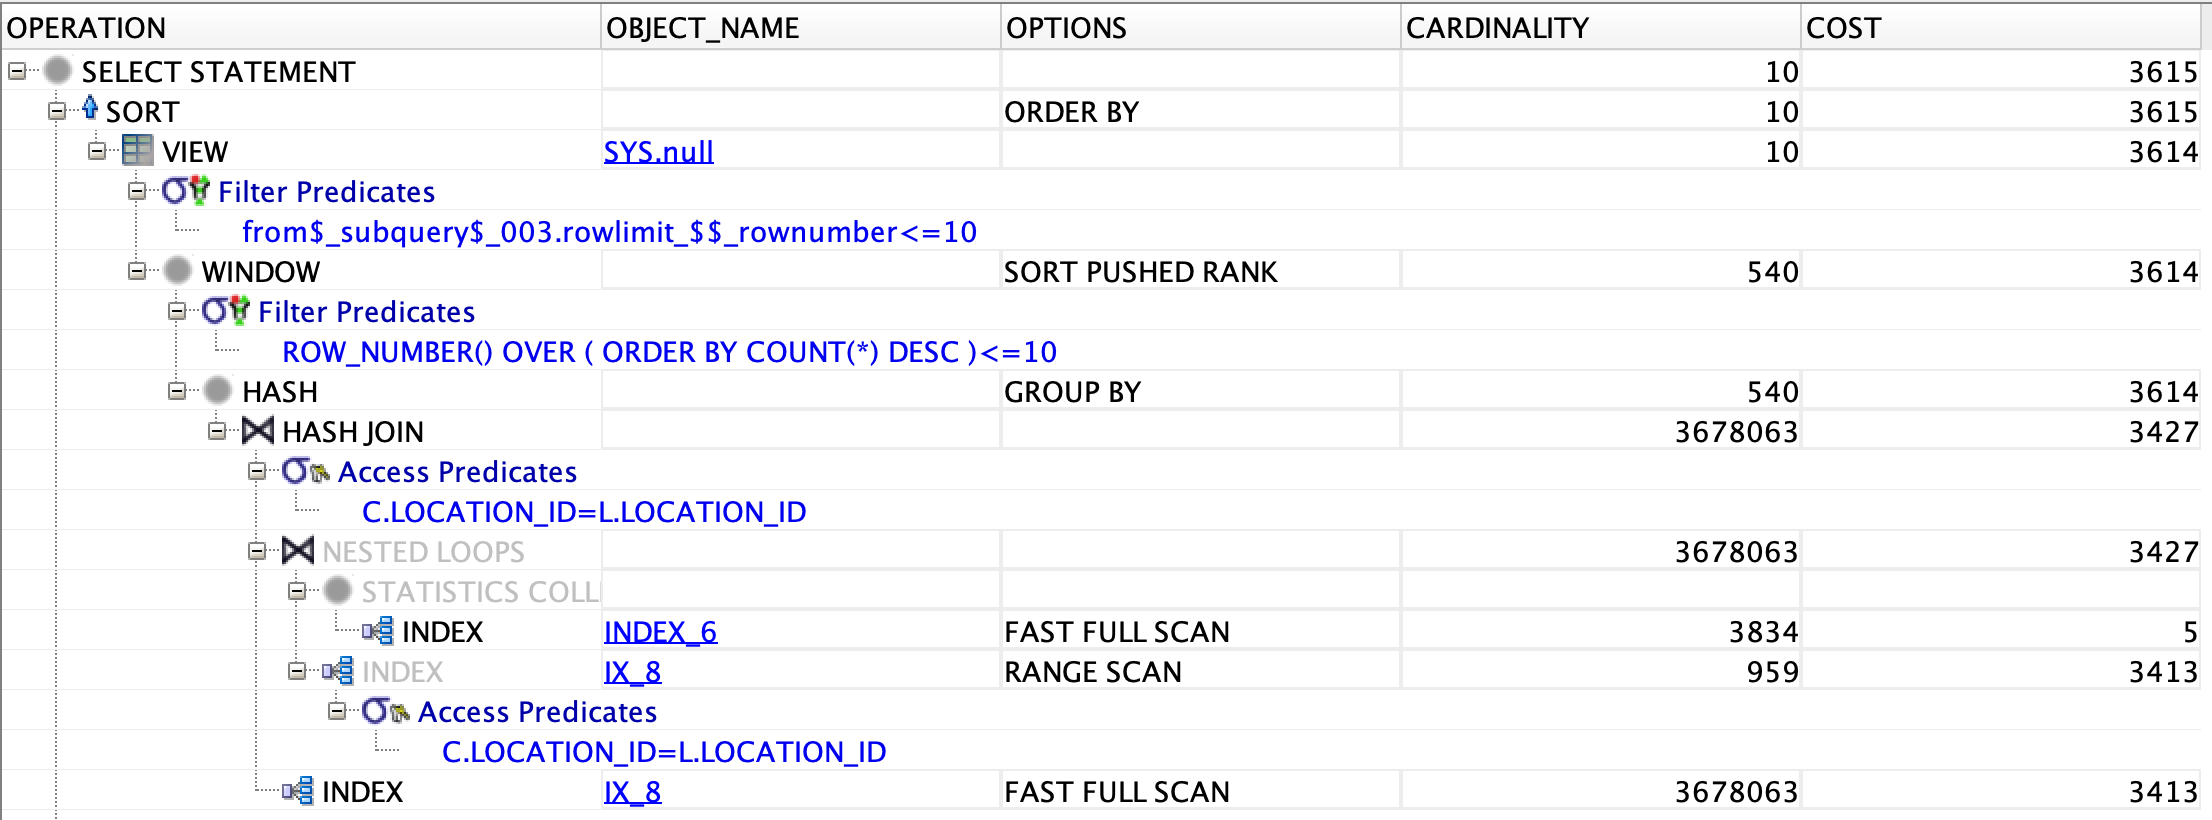 OPERATION OBJECT_NAME OPTIONS CARDINALITY COST
SELECT STATEMENT 10 3615
SORT ORDER BY 10 3615
VIEW SYS.null 10 3614
Filter Predicates
from$_subquery$_003.rowlimit_$$_rownumber<=10
WINDOW SORT PUSHED RANK 540 3614
Filter Predicates
ROW_NUMBER() OVER ( ORDER BY COUNT(*) DESC )<=10
HASH GROUP BY 540 3614
HASH JOIN 3678063 3427
Access Predicates
C.LOCATION_ID=L.LOCATION_ID
NESTED LOOPS 3678063 3427
STATISTICS COLL
INDEX INDEX_6 FAST FULL SCAN 3834 5
INDEX IX_8 RANGE SCAN 959 3413
Access Predicates
C.LOCATION_ID=L.LOCATION_ID
INDEX IX_8 FAST FULL SCAN 3678063 3413